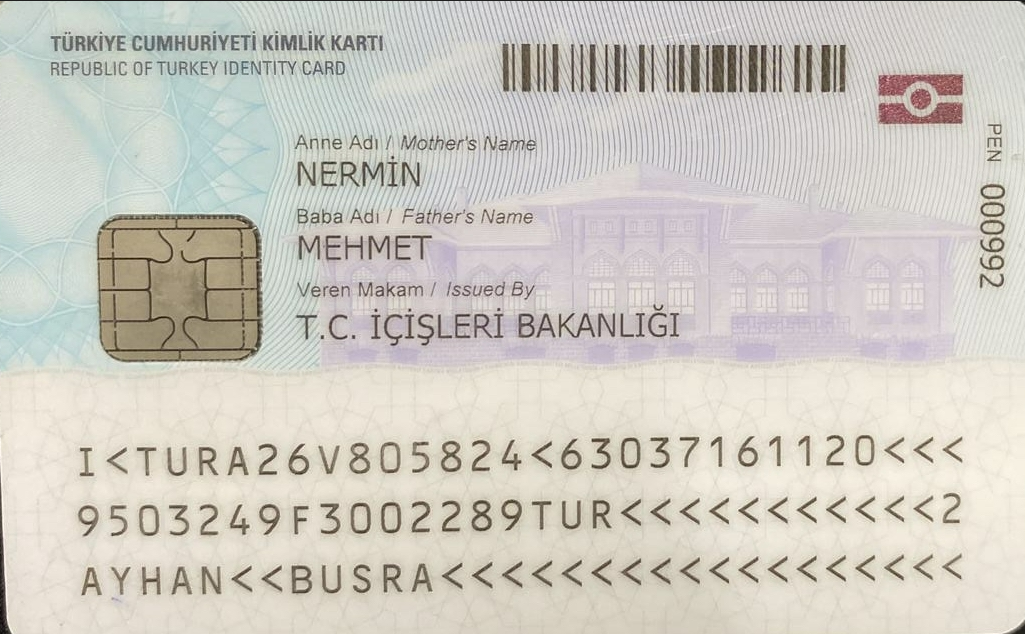 TÜRKİYE CUMHURİYETİ KİMLİK KARTI
REPUBLIC OF TURKEY IDENTITY CARD
Anne Adı / Mother's Name
NERMİN
Baba Adı / Father's Name
MEHMET
Veren Makam / Issued By
T.C. İÇİŞLERİ BAKANLIĞI
PEN 000992
I<TURA26V805824<63037161120<<<
9503249F3002289TUR<<<<<<<<<<<2
AYHAN<<BUSRA<<<<<<<<<<<<<<<<<<